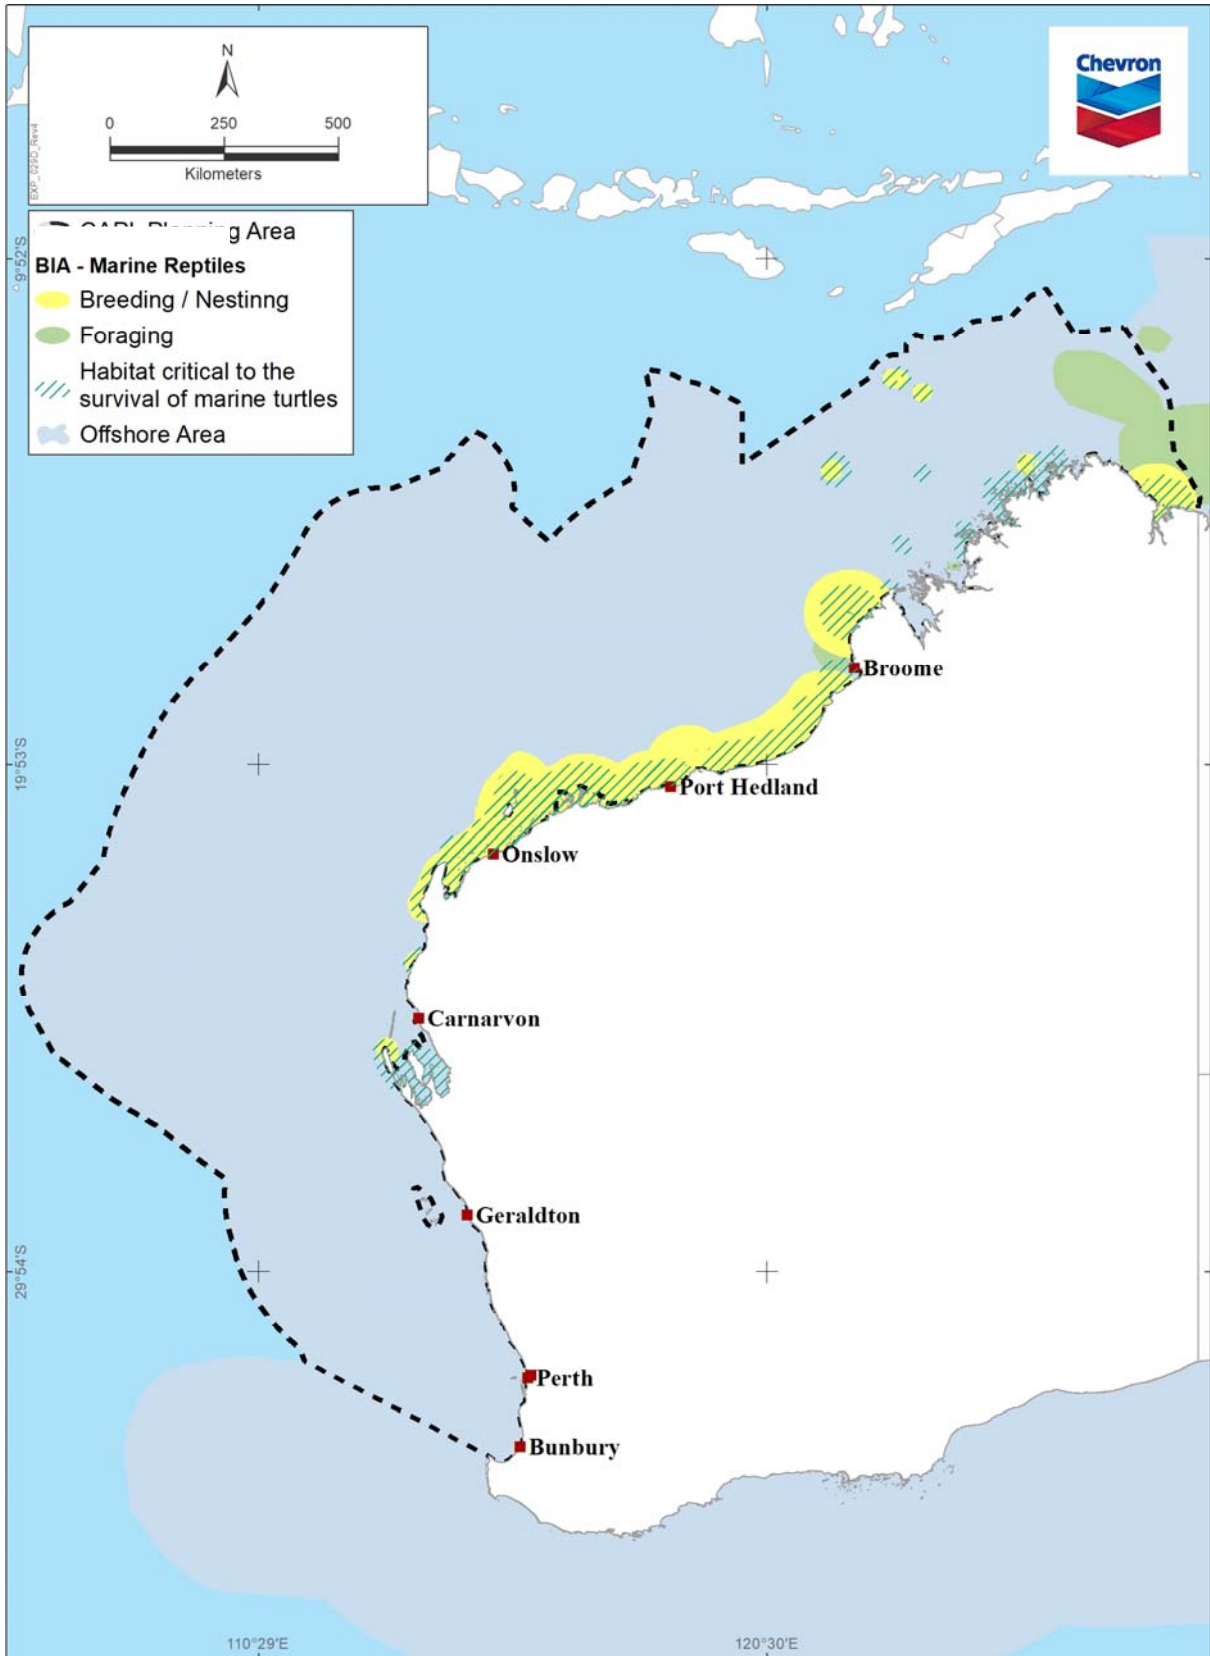 N
Chevron
0 250 500
Kilometers
EXP_029D_Rev4
g Area
BIA - Marine Reptiles
Breeding / Nestinng
Foraging
Habitat critical to the
survival of marine turtles
Offshore Area
9°52'S
Broome
19°53'S
Port Hedland
Onslow
Carnarvon
Geraldton
29°54'S
Perth
Bunbury
110°29'E 120°30'E